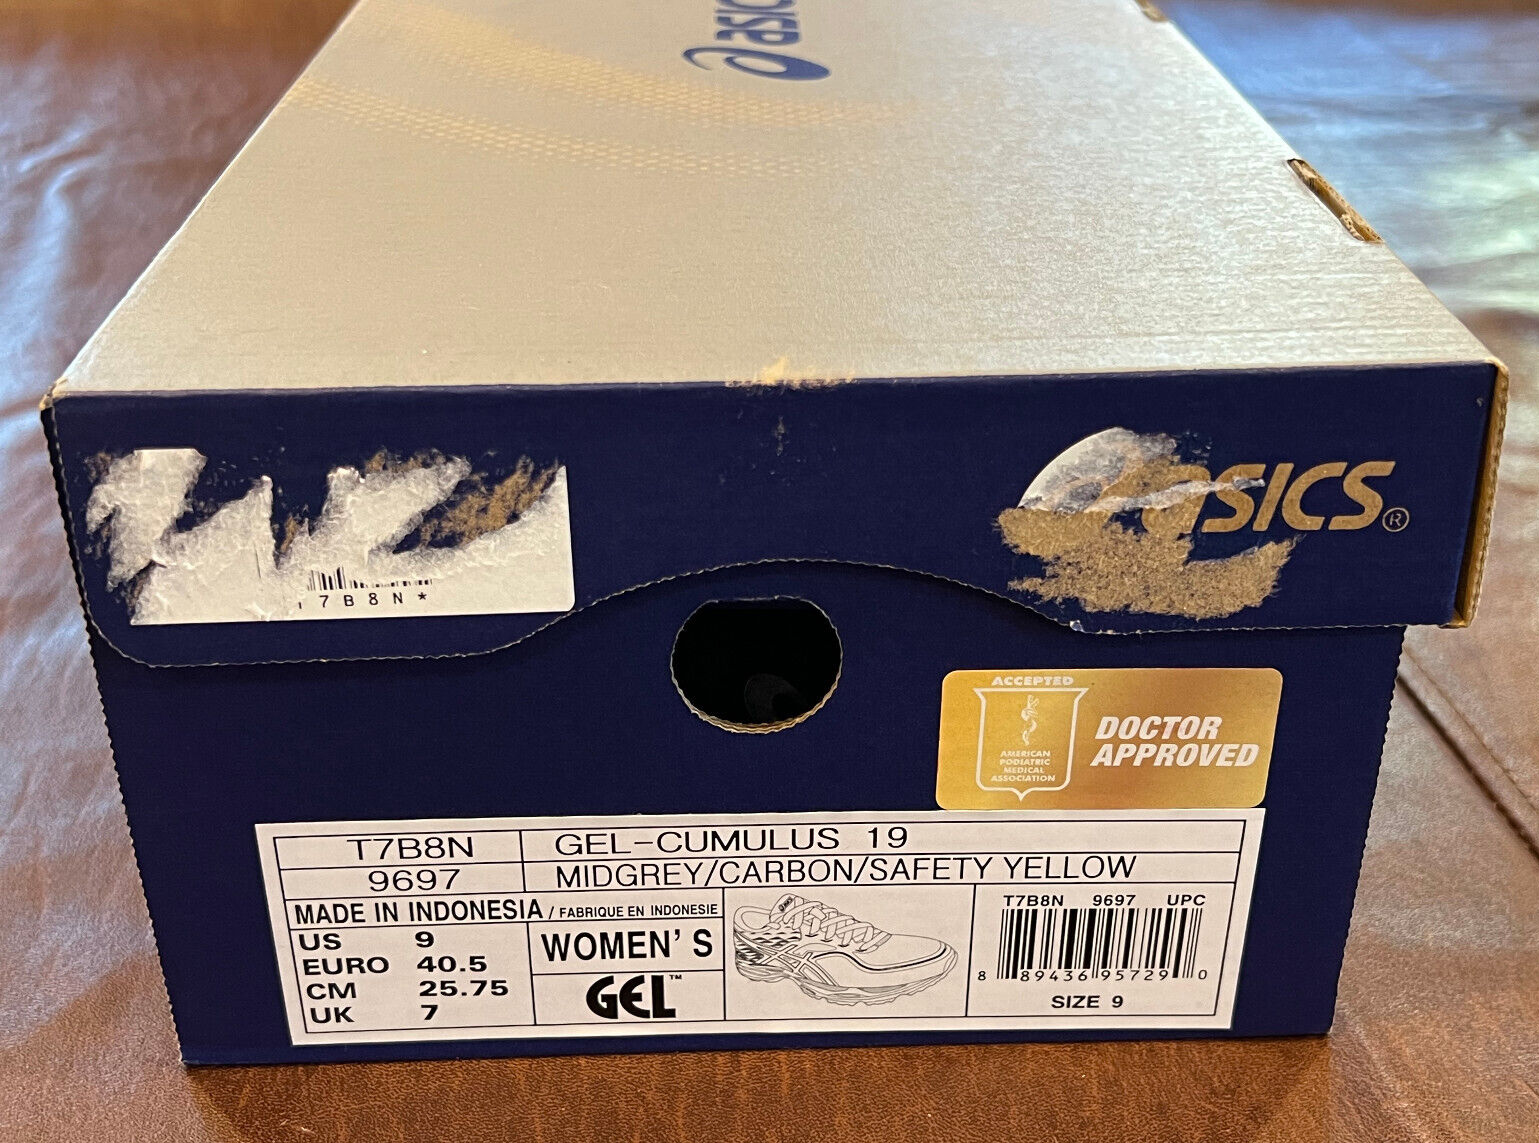 asics
asics®
7B8N*
ACCEPTED
AMERICAN
PODIATRIC
MEDICAL
ASSOCIATION
DOCTOR
APPROVED
T7B8N GEL-CUMULUS 19
9697 MIDGREY/CARBON/SAFETY YELLOW
MADE IN INDONESIA / FABRIQUE EN INDONESIE
US 9
EURO 40.5
CM 25.75
UK 7
WOMEN'S
GEL™
T7B8N 9697 UPC
8 89436 95729 0
SIZE 9